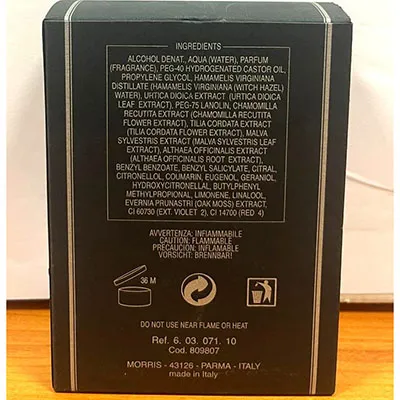 INGREDIENTS
ALCOHOL DENAT., AQUA (WATER), PARFUM
(FRAGRANCE), PEG-40 HYDROGENATED CASTOR OIL,
PROPYLENE GLYCOL, HAMAMELIS VIRGINIANA
DISTILLATE (HAMAMELIS VIRGINIANA (WITCH HAZEL)
WATER), URTICA DIOICA EXTRACT (URTICA DIOICA
LEAF EXTRACT), PEG-75 LANOLIN, CHAMOMILLA
RECUTITA EXTRACT (CHAMOMILLA RECUTITA
FLOWER EXTRACT), TILIA CORDATA EXTRACT
(TILIA CORDATA FLOWER EXTRACT), MALVA
SYLVESTRIS EXTRACT (MALVA SYLVESTRIS LEAF
EXTRACT), ALTHAEA OFFICINALIS EXTRACT
(ALTHAEA OFFICINALIS ROOT EXTRACT),
BENZYL BENZOATE, BENZYL SALICYLATE, CITRAL,
CITRONELLOL, COUMARIN, EUGENOL, GERANIOL,
HYDROXYCITRONELLAL, BUTYLPHENYL
METHYLPROPIONAL, LIMONENE, LINALOOL,
EVERNIA PRUNASTRI (OAK MOSS) EXTRACT,
CI 60730 (EXT. VIOLET 2), CI 14700 (RED 4)
AVVERTENZA: INFIAMMABILE
CAUTION: FLAMMABLE
PRECAUTION: INFLAMABLE
VORSICHT: BRENNBAR!
36 M
DO NOT USE NEAR FLAME OR HEAT
Ref. 6. 03. 071. 10
Cod. 809807
MORRIS - 43126 - PARMA - ITALY
made in Italy